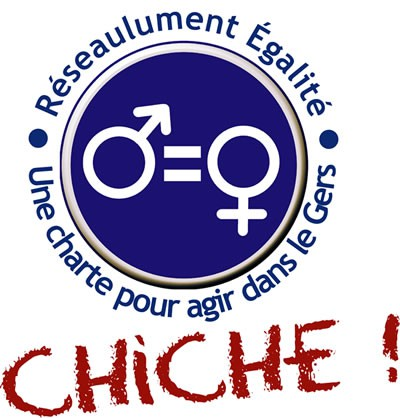 Réseaulument Égalité
Une charte pour agir dans le Gers
CHiCHE !